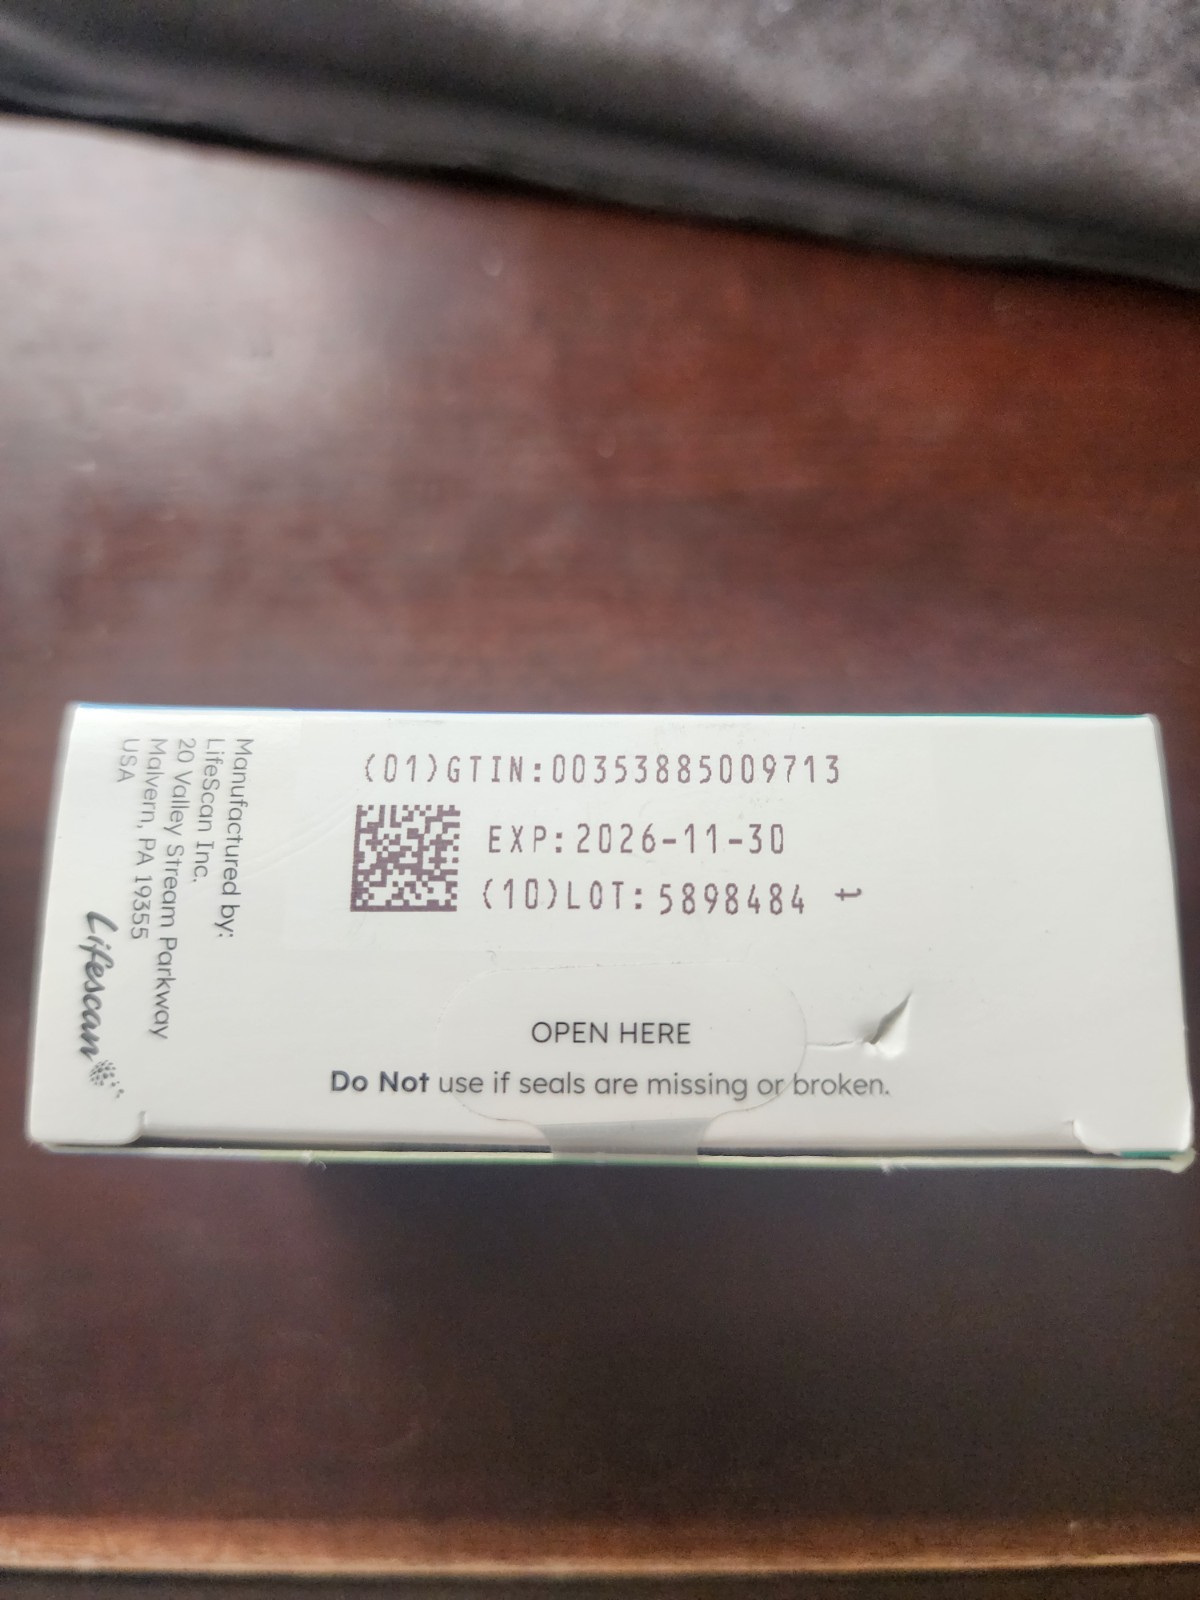 (01)GTIN:00353885009713
EXP:2026-11-30
(10)LOT:5898484 t
OPEN HERE
Do Not use if seals are missing or broken.
Manufactured by:
LifeScan Inc.
20 Valley Stream Parkway
Malvern, PA 19355
USA
Lifescan